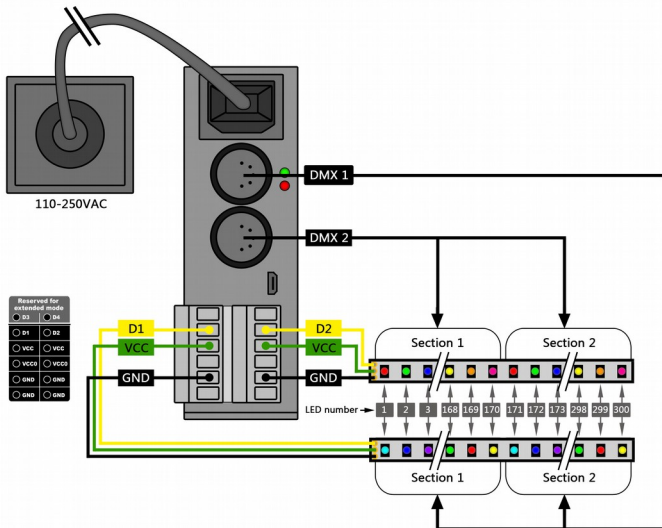 110-250VAC
DMX 1
DMX 2
Reserved for
extended mode
D3 D4
D1 D2
VCC VCC
VCC0 VCC0
GND GND
GND GND
D1
VCC
GND
D2
VCC
GND
Section 1 Section 2
LED number
1 2 3 168 169 170 171 172 173 298 299 300
Section 1 Section 2